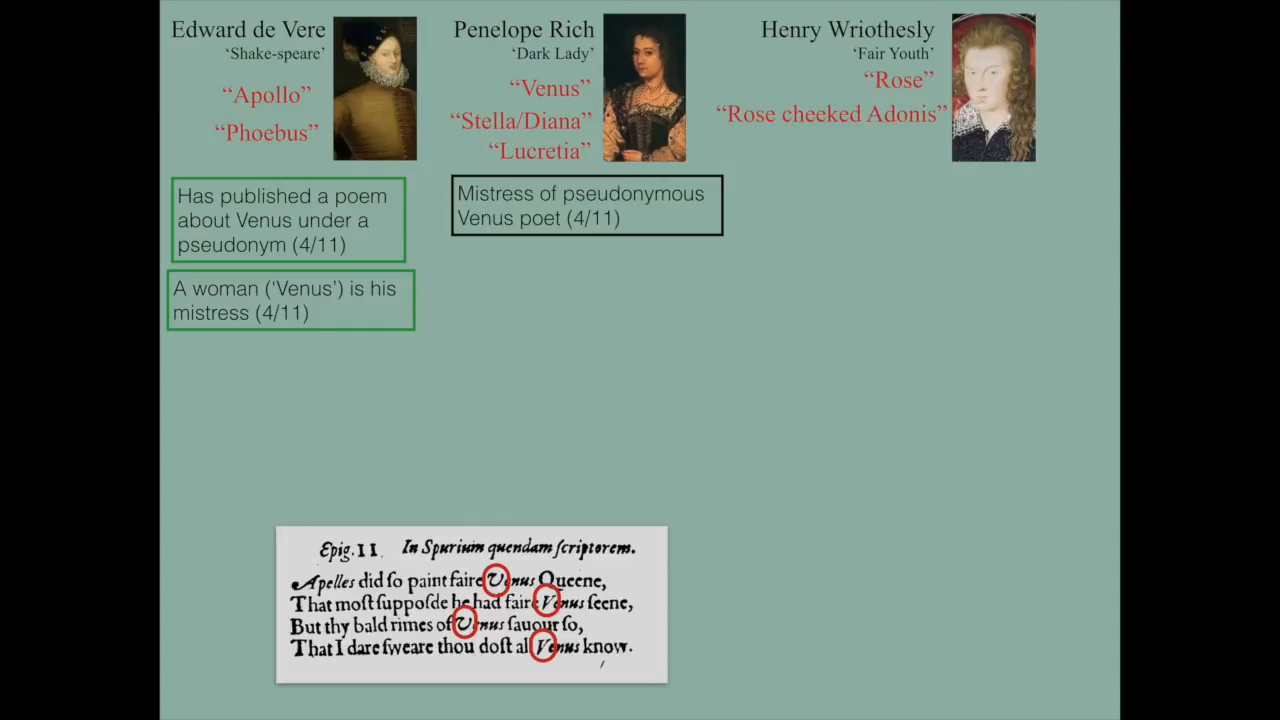 Edward de Vere
‘Shake-speare’
“Apollo”
“Phoebus”
Has published a poem
about Venus under a
pseudonym (4/11)
A woman (‘Venus’) is his
mistress (4/11)
Penelope Rich
‘Dark Lady’
“Venus”
“Stella/Diana”
“Lucretia”
Mistress of pseudonymous
Venus poet (4/11)
Henry Wriothesly
‘Fair Youth’
“Rose”
“Rose cheeked Adonis”
Epig. 11. In Spurium quendam ſcriptorem.
Apelles did ſo paint faire Venus Queene,
That moſt ſuppoſde he had faire Venus ſeene,
But thy bald rimes of Venus ſauour ſo,
That I dare ſweare thou doſt al Venus know.